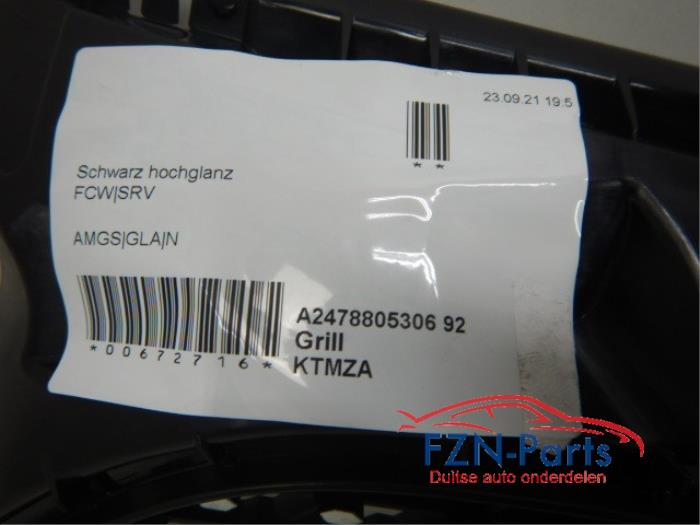 23.09.21 19.5
* *
Schwarz hochglanz
FCW|SRV
AMGS|GLA|N
*00672716*
A2478805306 92
Grill
KTMZA
FZN-Parts
Duitse auto onderdelen